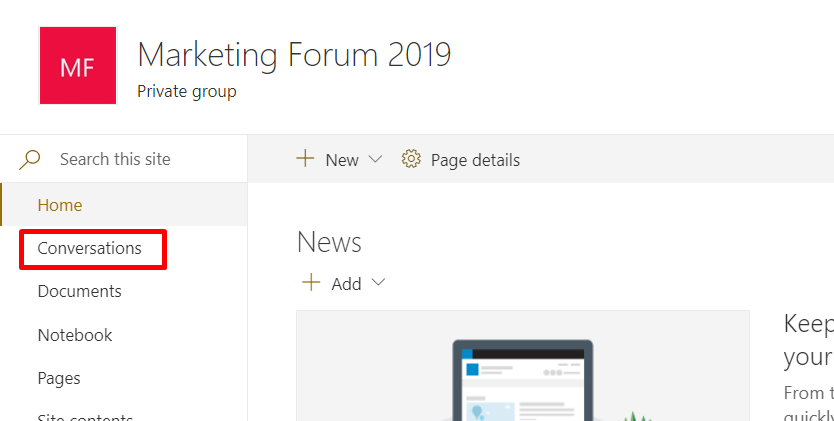 MF
Marketing Forum 2019
Private group
Search this site
New
Page details
Home
Conversations
Documents
Notebook
Pages
Site contents
News
Add
Keep
your
From t
quickly